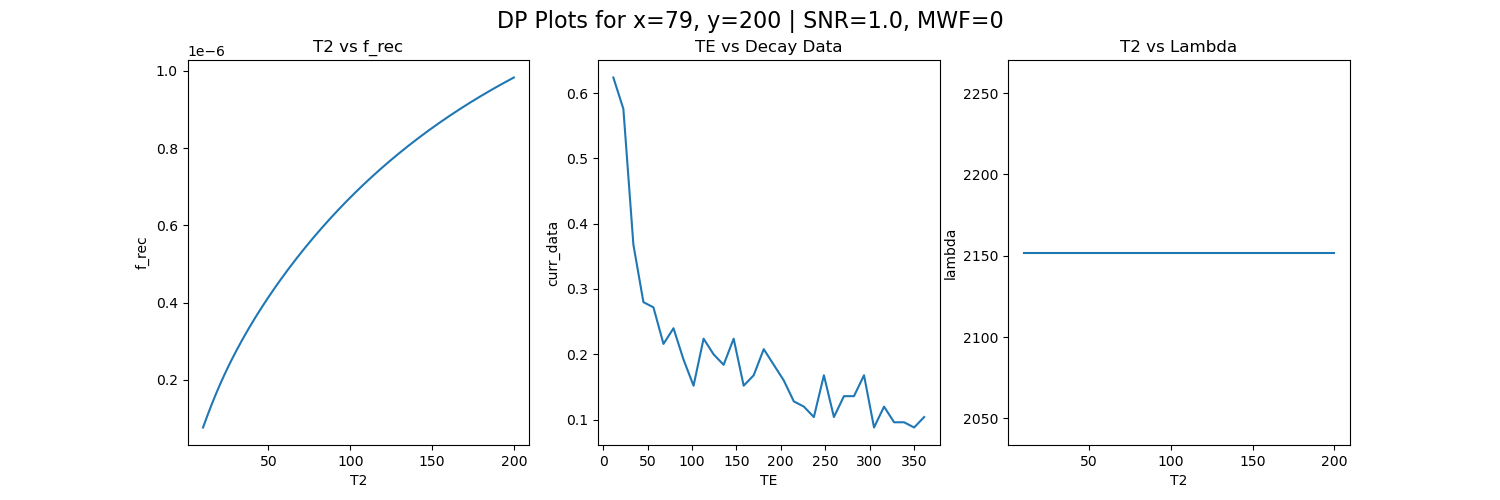 DP Plots for x=79, y=200 | SNR=1.0, MWF=0
T2 vs f_rec
1e−6
1.0
0.8
0.6
0.4
0.2
f_rec
50 100 150 200
T2
TE vs Decay Data
0.6
0.5
0.4
0.3
0.2
0.1
curr_data
0 50 100 150 200 250 300 350
TE
T2 vs Lambda
2250
2200
2150
2100
2050
lambda
50 100 150 200
T2